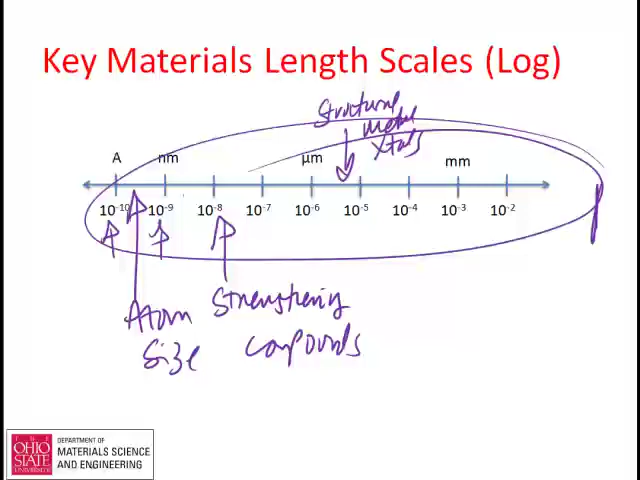 Key Materials Length Scales (Log)
Structural
metal
xtals
A nm μm mm
10⁻¹⁰ 10⁻⁹ 10⁻⁸ 10⁻⁷ 10⁻⁶ 10⁻⁵ 10⁻⁴ 10⁻³ 10⁻²
Atom
Size
Strengthening
compounds
THE
OHIO
STATE
UNIVERSITY
DEPARTMENT OF
MATERIALS SCIENCE
AND ENGINEERING